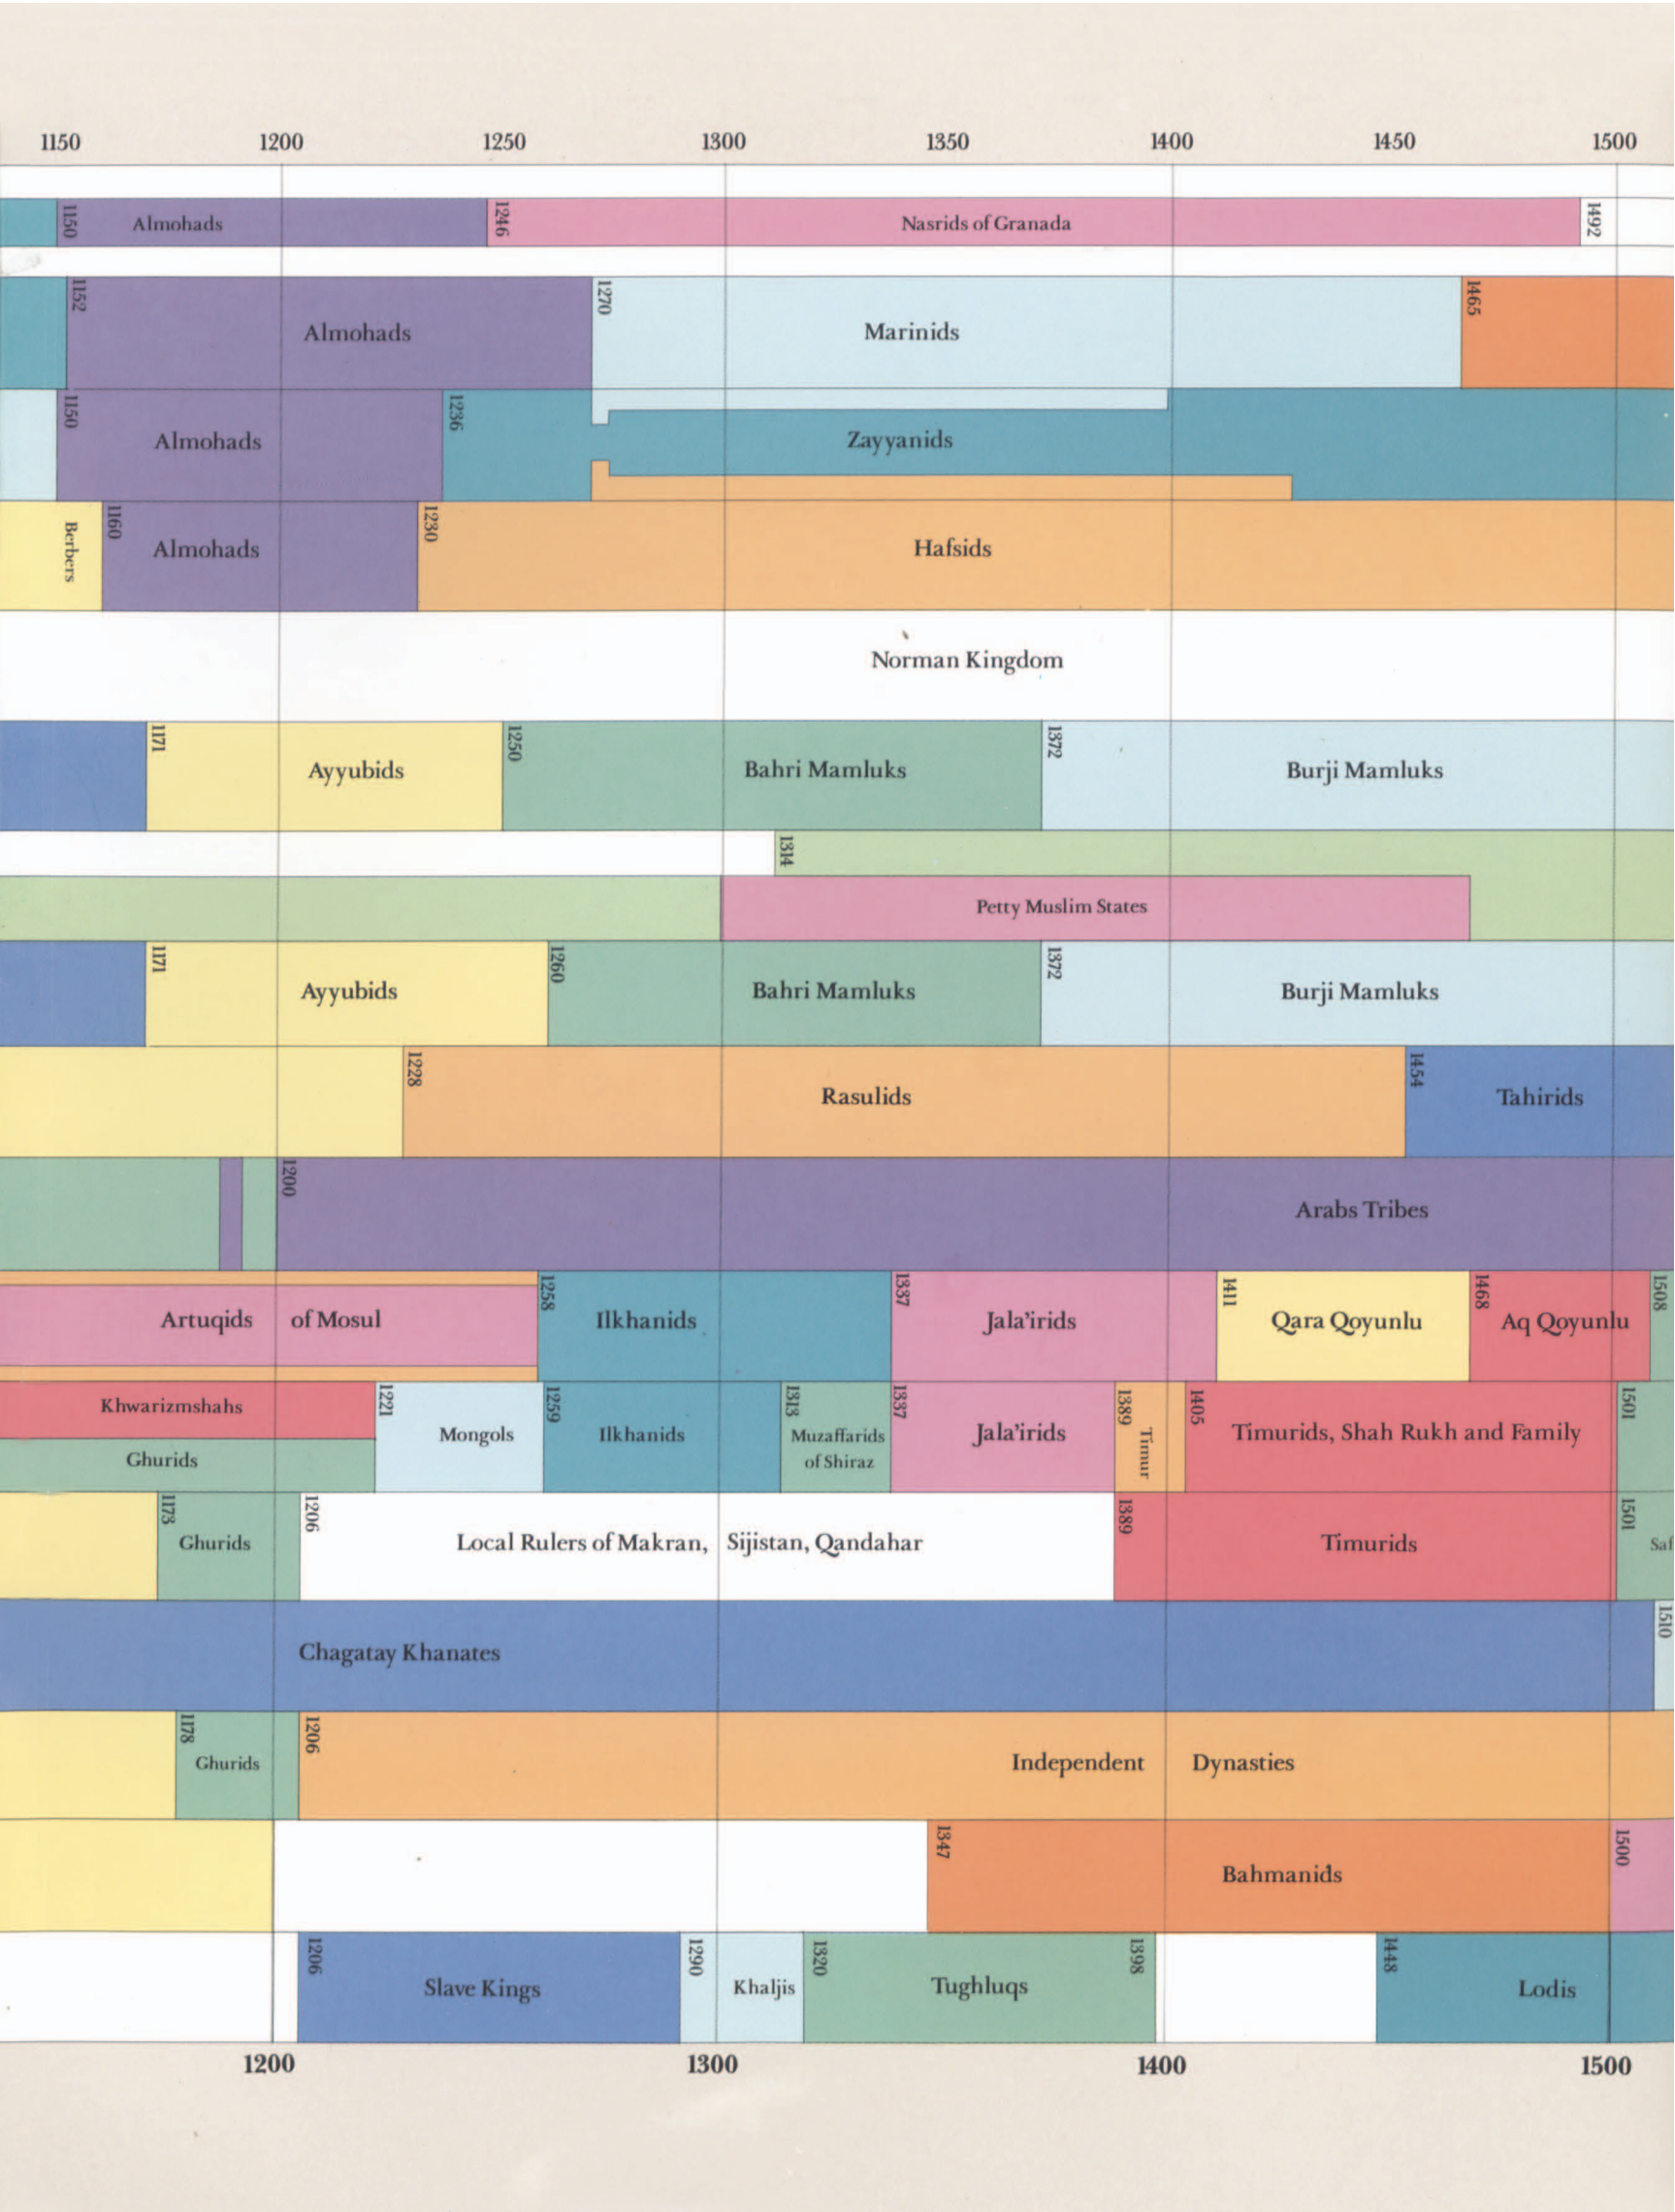 1150 1200 1250 1300 1350 1400 1450 1500
1150 Almohads 1246 Nasrids of Granada 1492
1152 Almohads 1270 Marinids 1465
1150 Almohads 1236 Zayyanids
Berbers 1160 Almohads 1230 Hafsids
Norman Kingdom
1171 Ayyubids 1250 Bahri Mamluks 1372 Burji Mamluks
1314
Petty Muslim States
1171 Ayyubids 1260 Bahri Mamluks 1372 Burji Mamluks
1228 Rasulids 1454 Tahirids
1200 Arabs Tribes
Artuqids of Mosul 1258 Ilkhanids 1337 Jala'irids 1411 Qara Qoyunlu 1468 Aq Qoyunlu 1508
Khwarizmshahs
Ghurids
1221 Mongols 1259 Ilkhanids 1313 Muzaffarids
of Shiraz
1337 Jala'irids 1389 Timur 1405 Timurids, Shah Rukh and Family 1501
1173 Ghurids 1206 Local Rulers of Makran, Sijistan, Qandahar 1389 Timurids 1501 Saf
Chagatay Khanates 1510
1178 Ghurids 1206 Independent Dynasties
1347 Bahmanids 1500
1206 Slave Kings 1290 Khaljis 1320 Tughluqs 1398 1448 Lodis
1200 1300 1400 1500